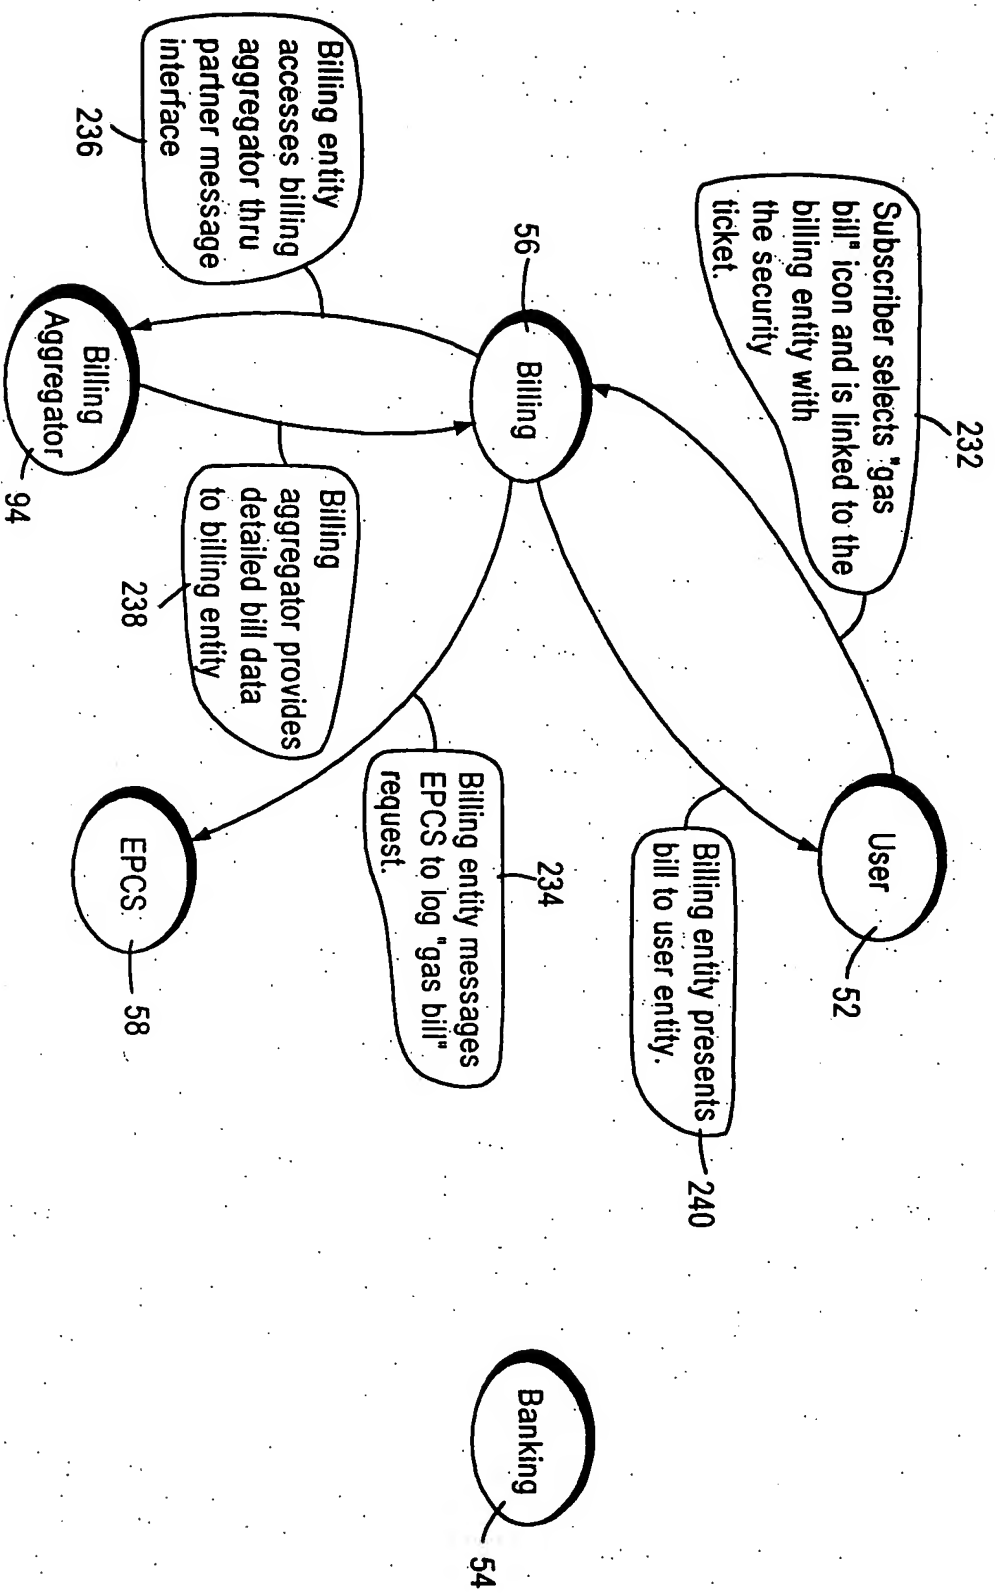 232
Subscriber selects "gas
bill" icon and is linked to the
billing entity with
the security
ticket.
User
52
Billing entity presents
bill to user entity.
240
56
Billing
Banking
54
234
Billing entity messages
EPCS to log "gas bill"
request.
Billing entity
accesses billing
aggregator thru
partner message
interface
236
Billing
aggregator provides
detailed bill data
to billing entity
238
Billing
Aggregator
94
EPCS
58